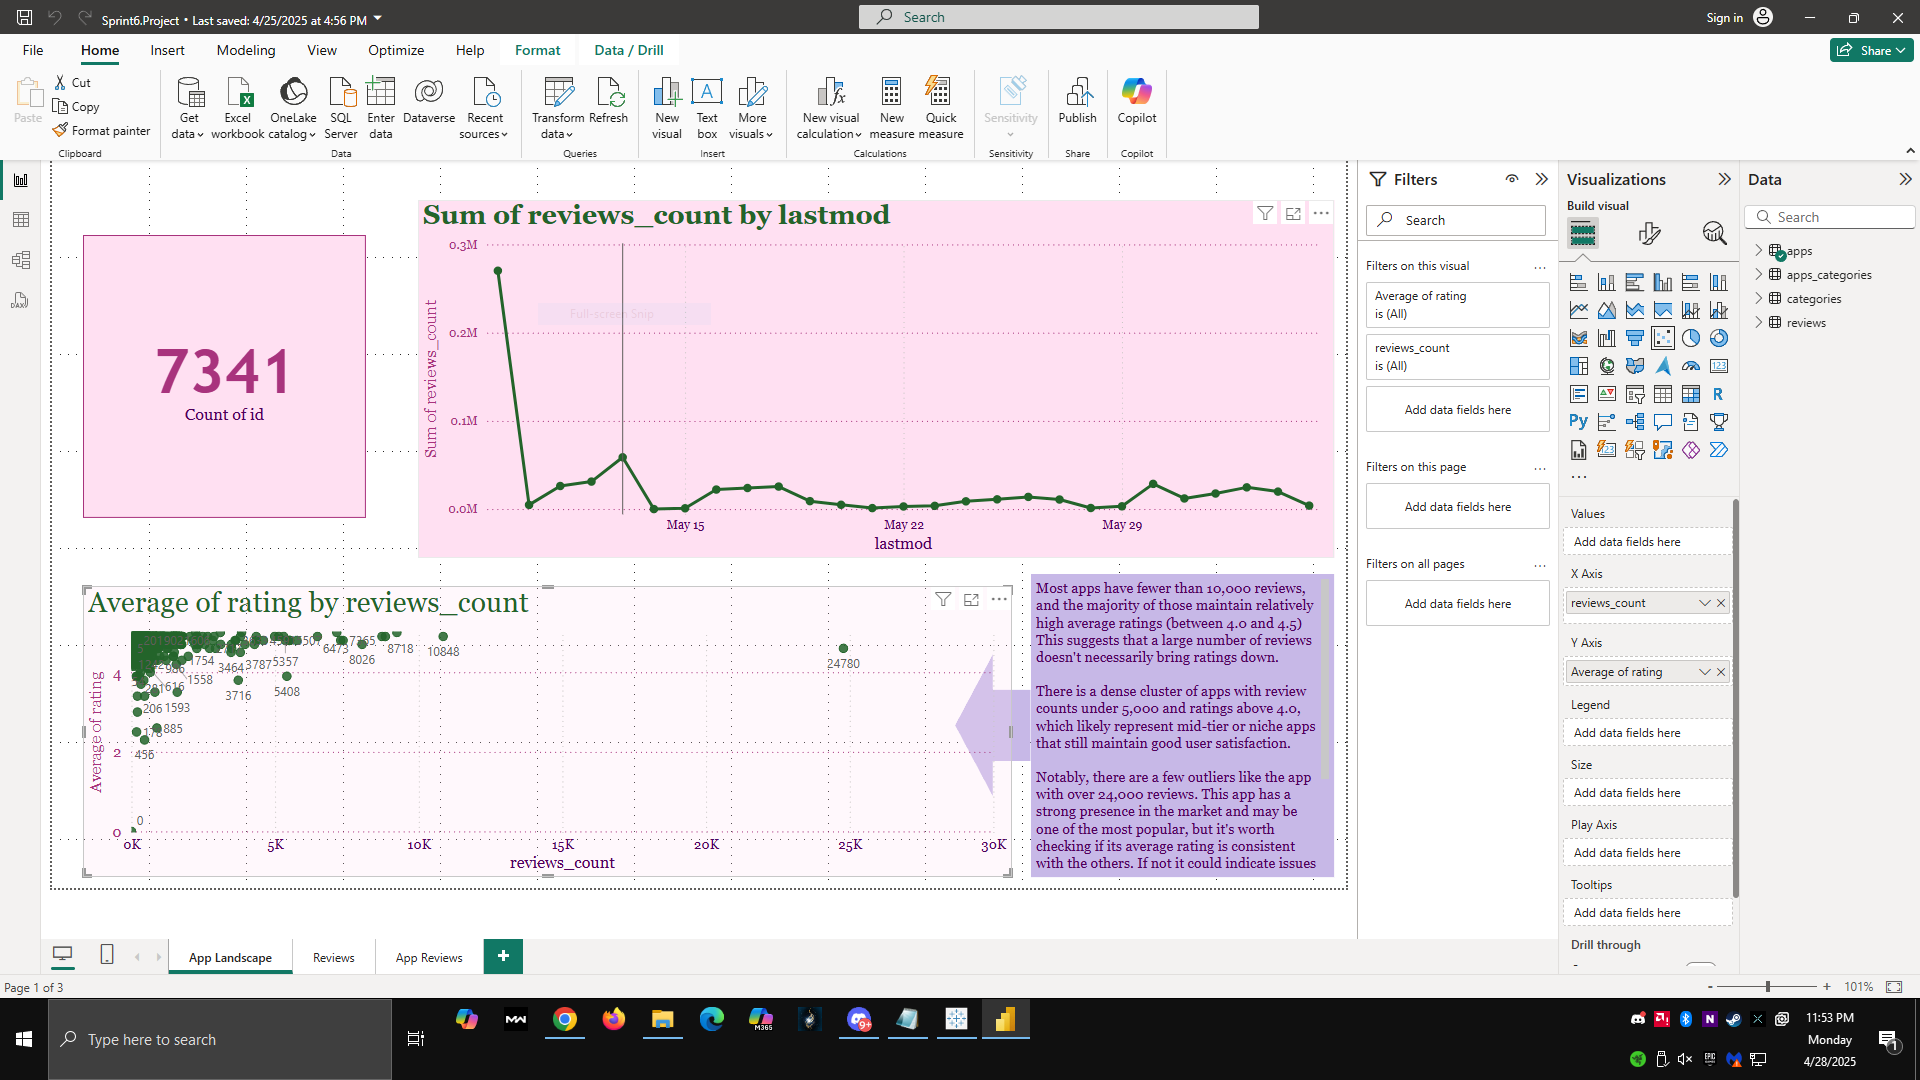 Sprint6.Project • Last saved: 4/25/2025 at 4:56 PM
Search
Sign in
File Home Insert Modeling View Optimize Help Format Data / Drill
Share
Paste
Cut
Copy
Format painter
Clipboard
Get data
Excel workbook
OneLake catalog
SQL Server
Enter data
Dataverse
Recent sources
Data
Transform data
Refresh
Queries
New visual
Text box
More visuals
Insert
New visual calculation
New measure
Quick measure
Calculations
Sensitivity
Sensitivity
Publish
Share
Copilot
Copilot
7341
Count of id
Sum of reviews_count by lastmod
Sum of reviews_count
0.3M
0.2M
0.1M
0.0M
Full-screen Snip
May 15 May 22 May 29
lastmod
Average of rating by reviews_count
Average of rating
4
2
0
1754
1558
3464
3787
5357
6473
7365
8026
8718
10848
24780
3716
5408
616
206
1593
885
456
0
0K 5K 10K 15K 20K 25K 30K
reviews_count
Most apps have fewer than 10,000 reviews,
and the majority of those maintain relatively
high average ratings (between 4.0 and 4.5)
This suggests that a large number of reviews
doesn't necessarily bring ratings down.
There is a dense cluster of apps with review
counts under 5,000 and ratings above 4.0,
which likely represent mid-tier or niche apps
that still maintain good user satisfaction.
Notably, there are a few outliers like the app
with over 24,000 reviews. This app has a
strong presence in the market and may be
one of the most popular, but it's worth
checking if its average rating is consistent
with the others. If not it could indicate issues
Filters
Search
Filters on this visual
Average of rating
is (All)
reviews_count
is (All)
Add data fields here
Filters on this page
Add data fields here
Filters on all pages
Add data fields here
Visualizations
Build visual
Values
Add data fields here
X Axis
reviews_count
Y Axis
Average of rating
Legend
Add data fields here
Size
Add data fields here
Play Axis
Add data fields here
Tooltips
Add data fields here
Drill through
Data
Search
apps
apps_categories
categories
reviews
App Landscape
Reviews
App Reviews
Page 1 of 3
101%
Type here to search
11:53 PM
Monday
4/28/2025